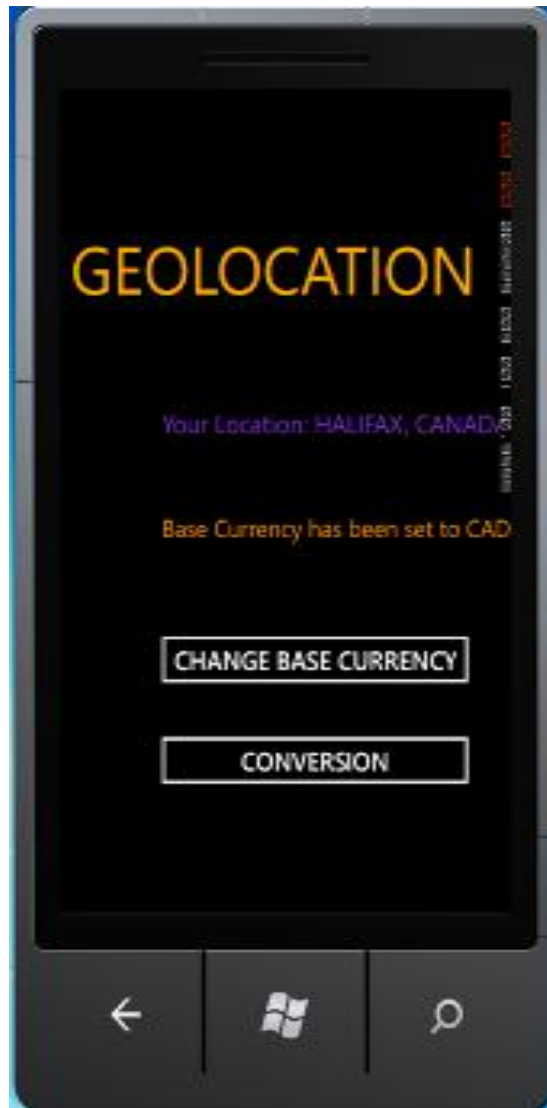 GEOLOCATION
Your Location: HALIFAX, CANADA
Base Currency has been set to CAD
CHANGE BASE CURRENCY
CONVERSION